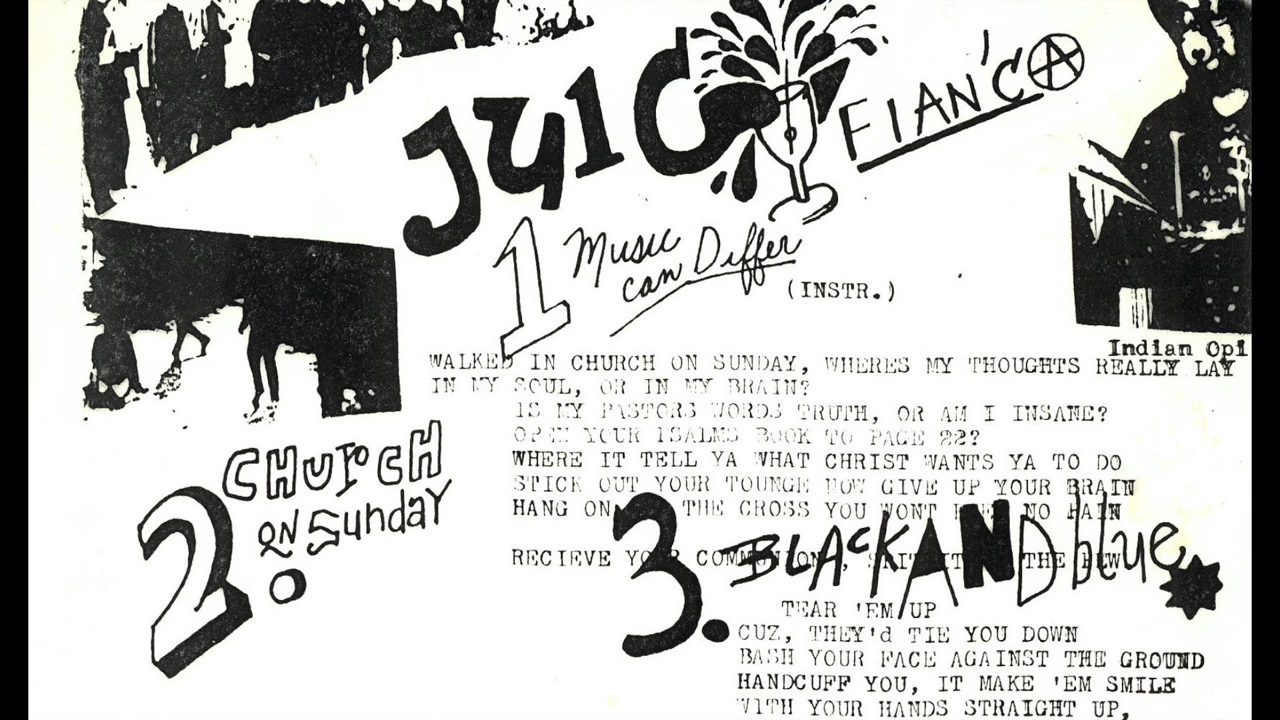 JUIC
FIAN'CA
1 Music
can Differ
(INSTR.)
Indian Opi
WALKED IN CHURCH ON SUNDAY, WHERES MY THOUGHTS REALLY LAY
IN MY SOUL, OR IN MY BRAIN?
IS MY PASTORS WORDS TRUTH, OR AM I INSANE?
OPEN YOUR PSALMS BOOK TO PAGE 22?
WHERE IT TELL YA WHAT CHRIST WANTS YA TO DO
STICK OUT YOUR TOUNGE NOW GIVE UP YOUR BRAIN
HANG ON THE CROSS YOU WONT NO PAIN
2. CHURCH
ON Sunday
RECIEVE YOUR COMMUNION, SPIT IT THE PEW
3. BLACK AND blue
TEAR 'EM UP
CUZ, THEY'd TIE YOU DOWN
BASH YOUR FACE AGAINST THE GROUND
HANDCUFF YOU, IT MAKE 'EM SMILE
WITH YOUR HANDS STRAIGHT UP,